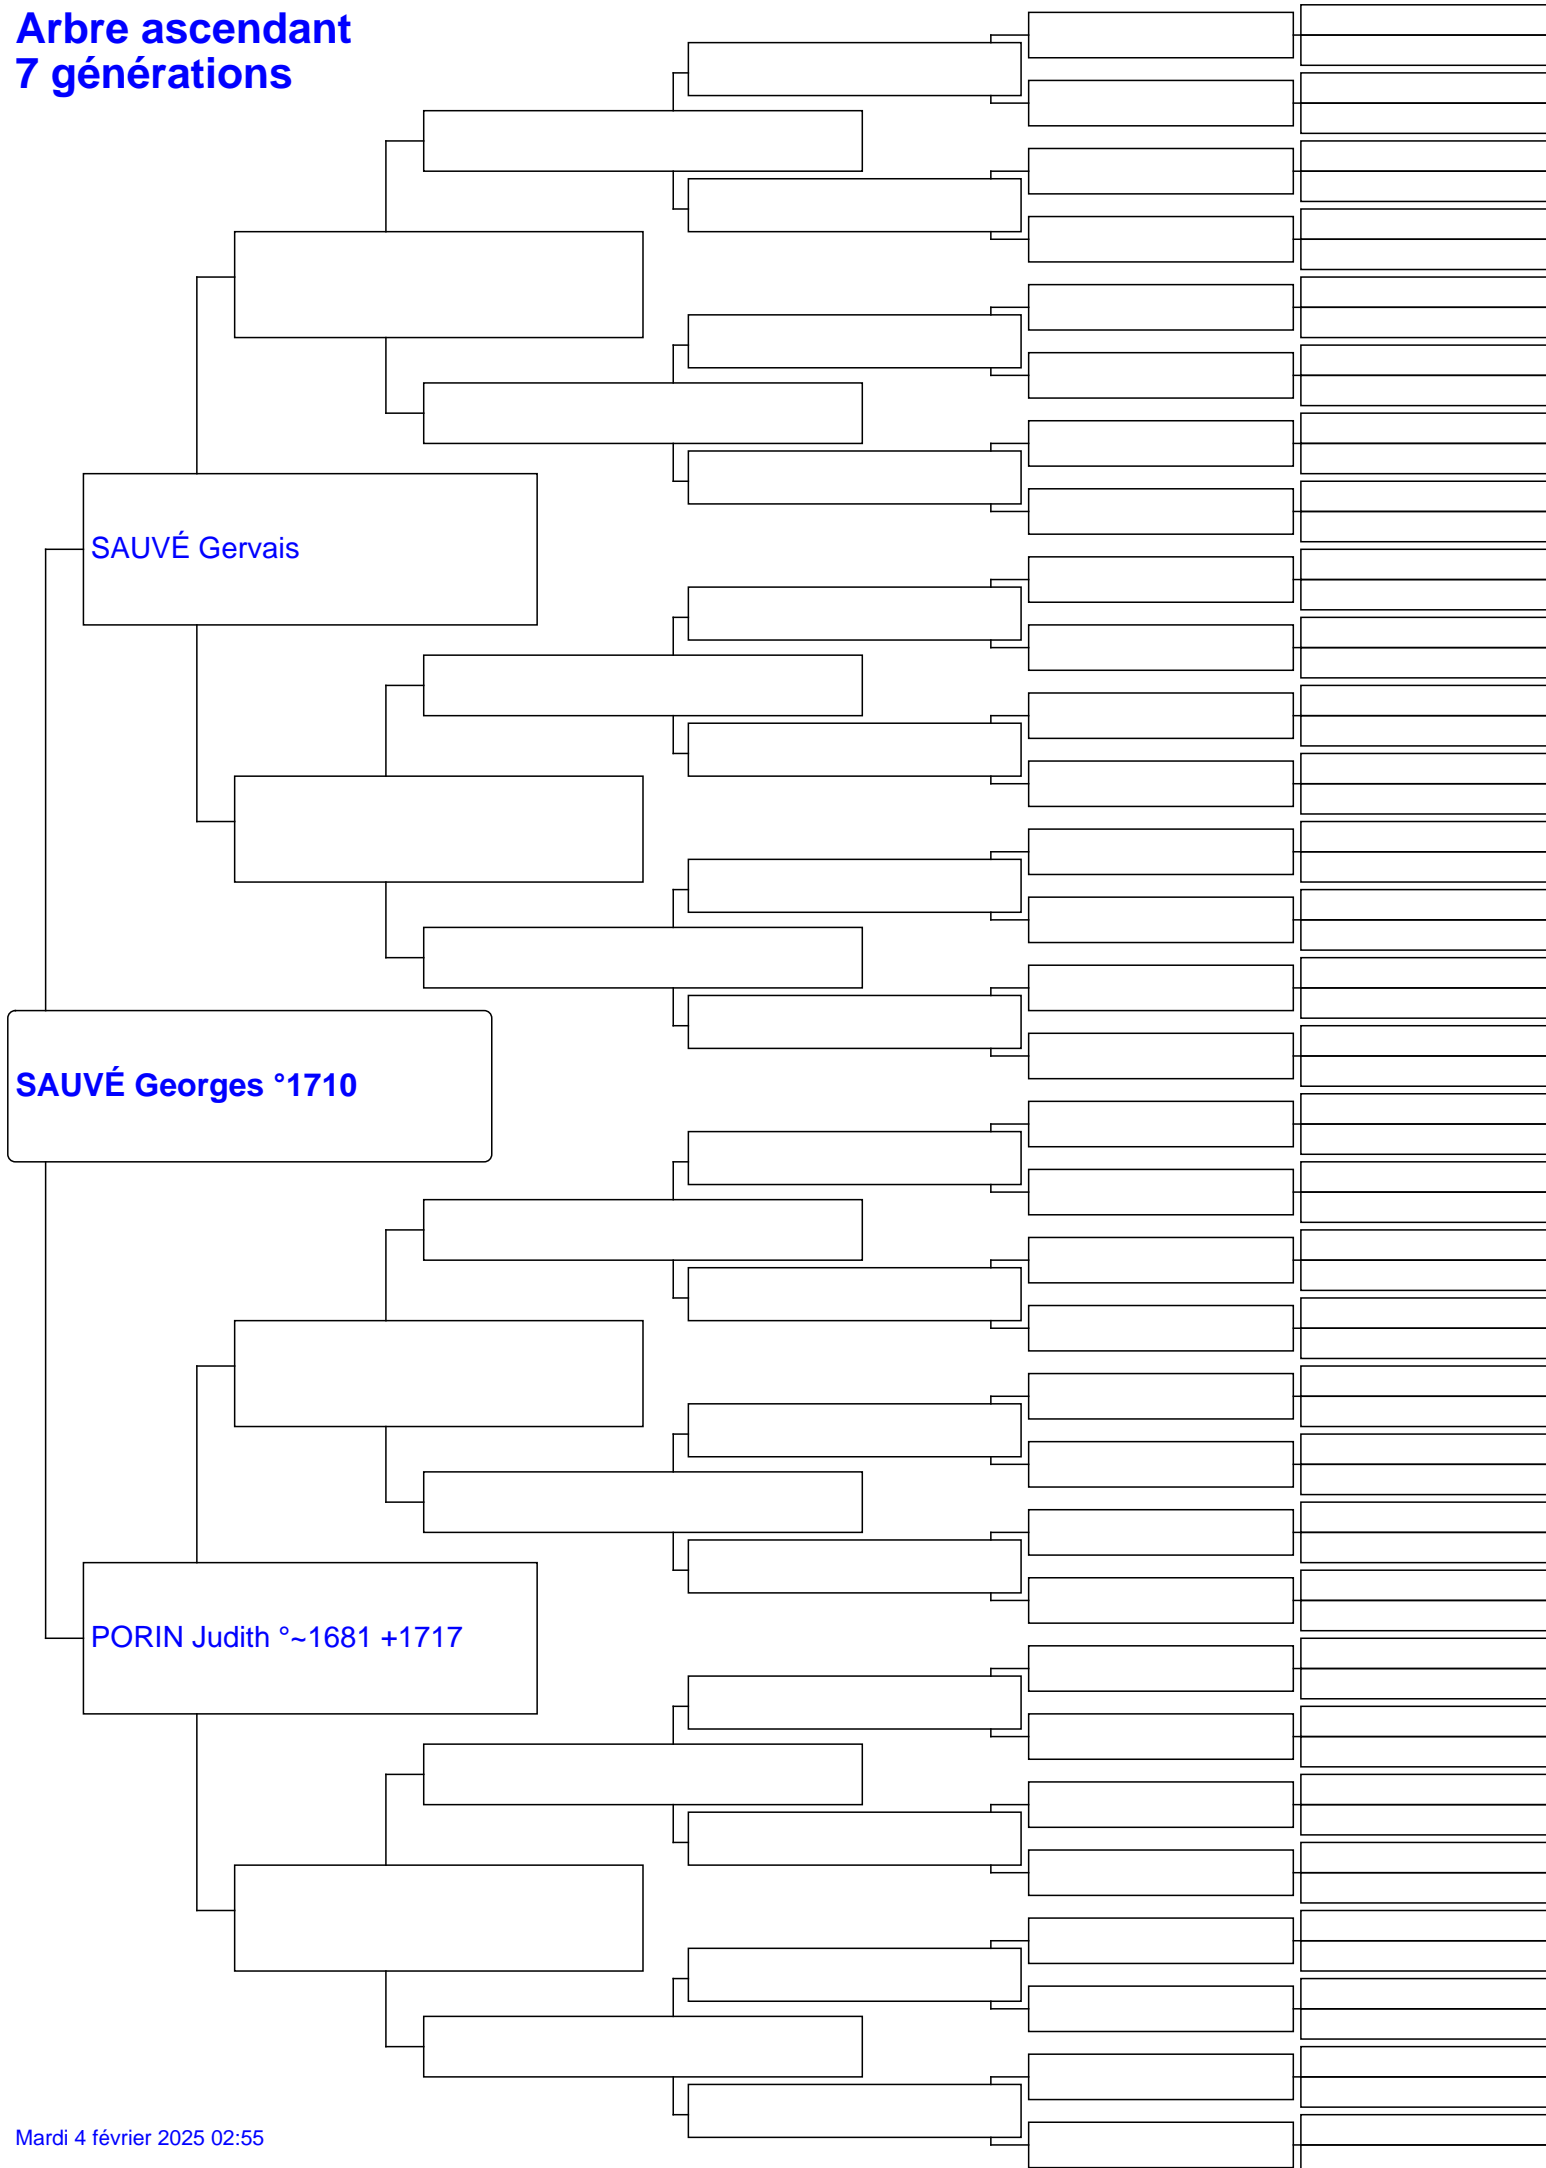 Arbre ascendant
7 générations
SAUVÉ Gervais
SAUVÉ Georges °1710
PORIN Judith °~1681 +1717
Mardi 4 février 2025 02:55